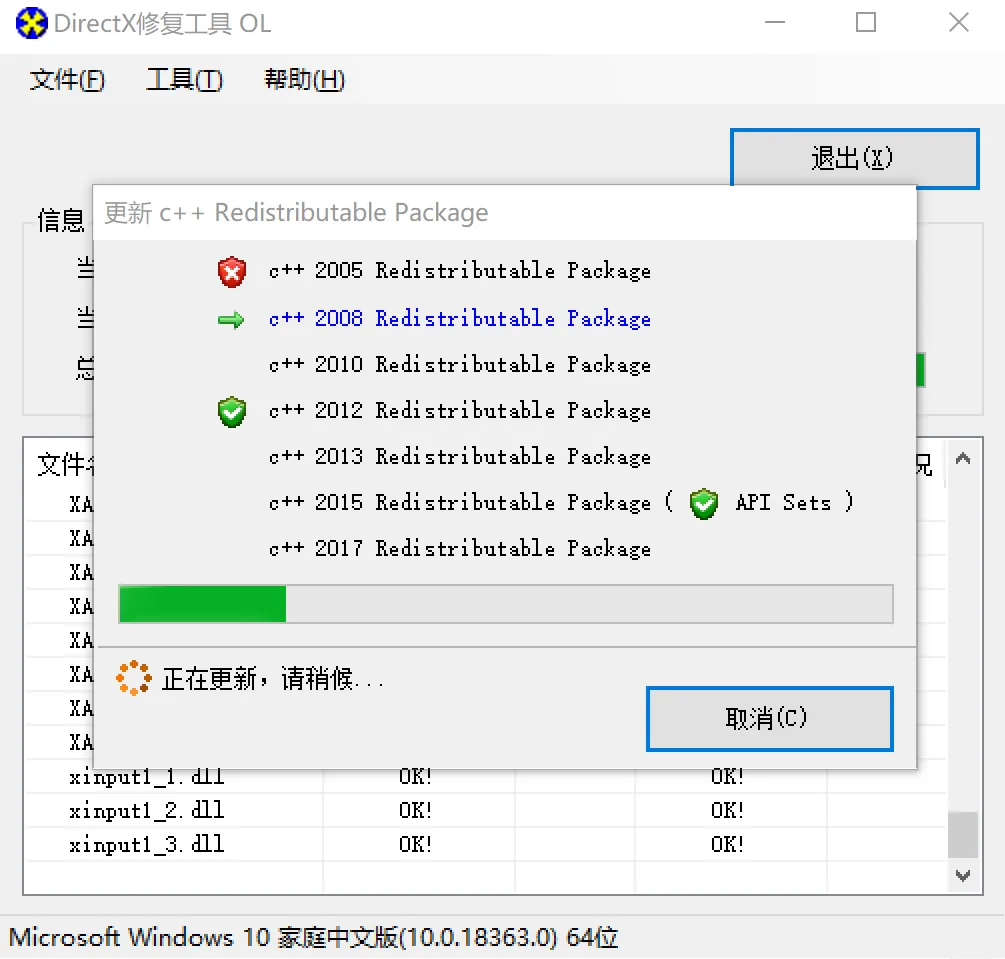 DirectX修复工具 OL
文件(F) 工具(T) 帮助(H)
退出(X)
信息
更新 c++ Redistributable Package
c++ 2005 Redistributable Package
c++ 2008 Redistributable Package
c++ 2010 Redistributable Package
c++ 2012 Redistributable Package
c++ 2013 Redistributable Package
c++ 2015 Redistributable Package ( API Sets )
c++ 2017 Redistributable Package
当
当
总
文件 况
XA
XA
XA
XA
XA
XA
XA
XA
正在更新，请稍候...
取消(C)
xinput1_1.dll OK! OK!
xinput1_2.dll OK! OK!
xinput1_3.dll OK! OK!
Microsoft Windows 10 家庭中文版(10.0.18363.0) 64位